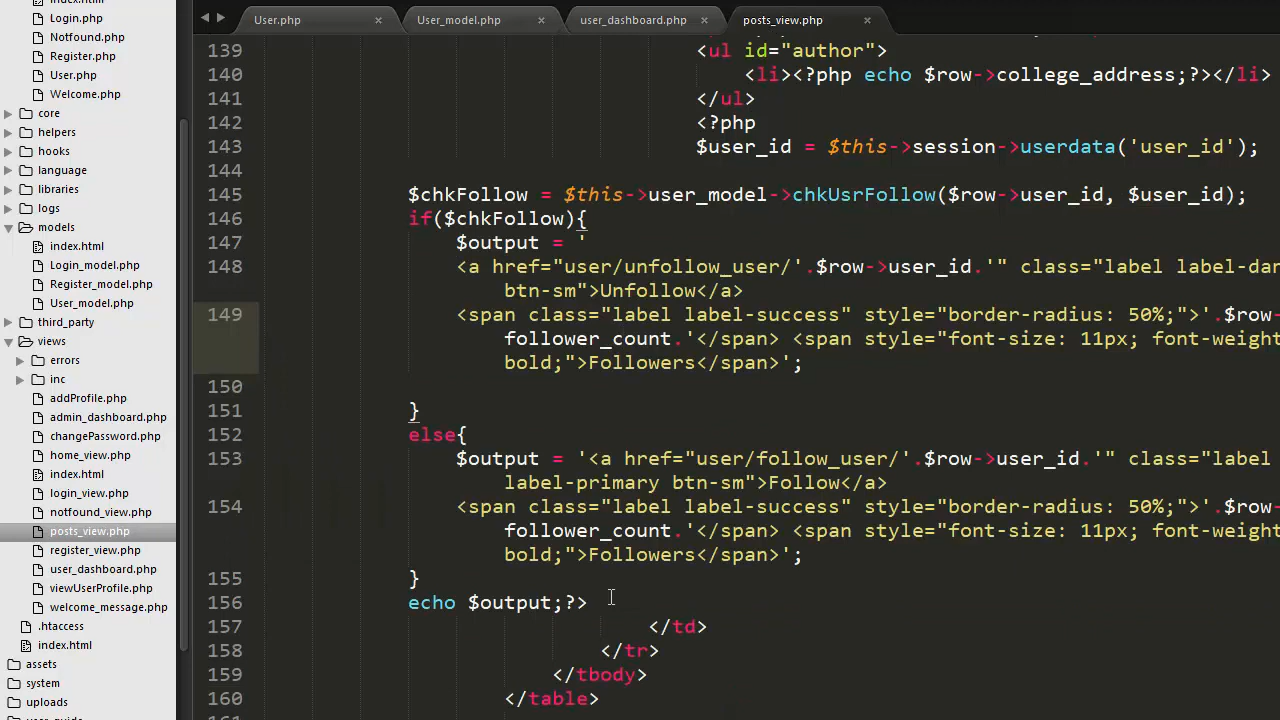 index.html
Login.php
Notfound.php
Register.php
User.php
Welcome.php
core
helpers
hooks
language
libraries
logs
models
index.html
Login_model.php
Register_model.php
User_model.php
third_party
views
errors
inc
addProfile.php
admin_dashboard.php
changePassword.php
home_view.php
index.html
login_view.php
notfound_view.php
posts_view.php
register_view.php
user_dashboard.php
viewUserProfile.php
welcome_message.php
.htaccess
index.html
assets
system
uploads
User.php
User_model.php
user_dashboard.php
posts_view.php
139 <ul id="author">
140 <li><?php echo $row->college_address;?></li>
141 </ul>
142 <?php
143 $user_id = $this->session->userdata('user_id');
144
145 $chkFollow = $this->user_model->chkUsrFollow($row->user_id, $user_id);
146 if($chkFollow){
147 $output = '
148 <a href="user/unfollow_user/'.$row->user_id.'" class="label label-dan
btn-sm">Unfollow</a>
149 <span class="label label-success" style="border-radius: 50%;">'.$row-
follower_count.'</span> <span style="font-size: 11px; font-weight
bold;">Followers</span>';
150
151 }
152 else{
153 $output = '<a href="user/follow_user/'.$row->user_id.'" class="label
label-primary btn-sm">Follow</a>
154 <span class="label label-success" style="border-radius: 50%;">'.$row-
follower_count.'</span> <span style="font-size: 11px; font-weight
bold;">Followers</span>';
155 }
156 echo $output;?>
157 </td>
158 </tr>
159 </tbody>
160 </table>